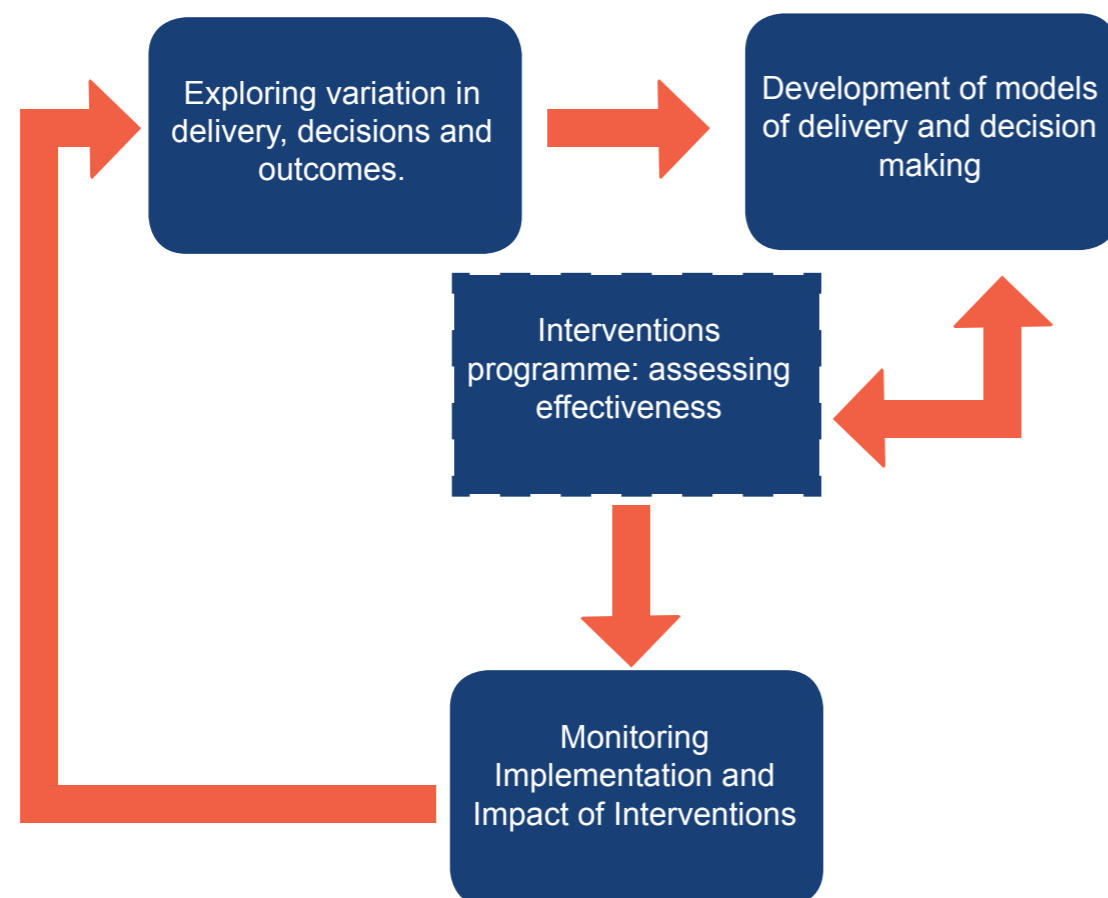 Exploring variation in
delivery, decisions and
outcomes.
Development of models
of delivery and decision
making
Interventions
programme: assessing
effectiveness
Monitoring
Implementation and
Impact of Interventions